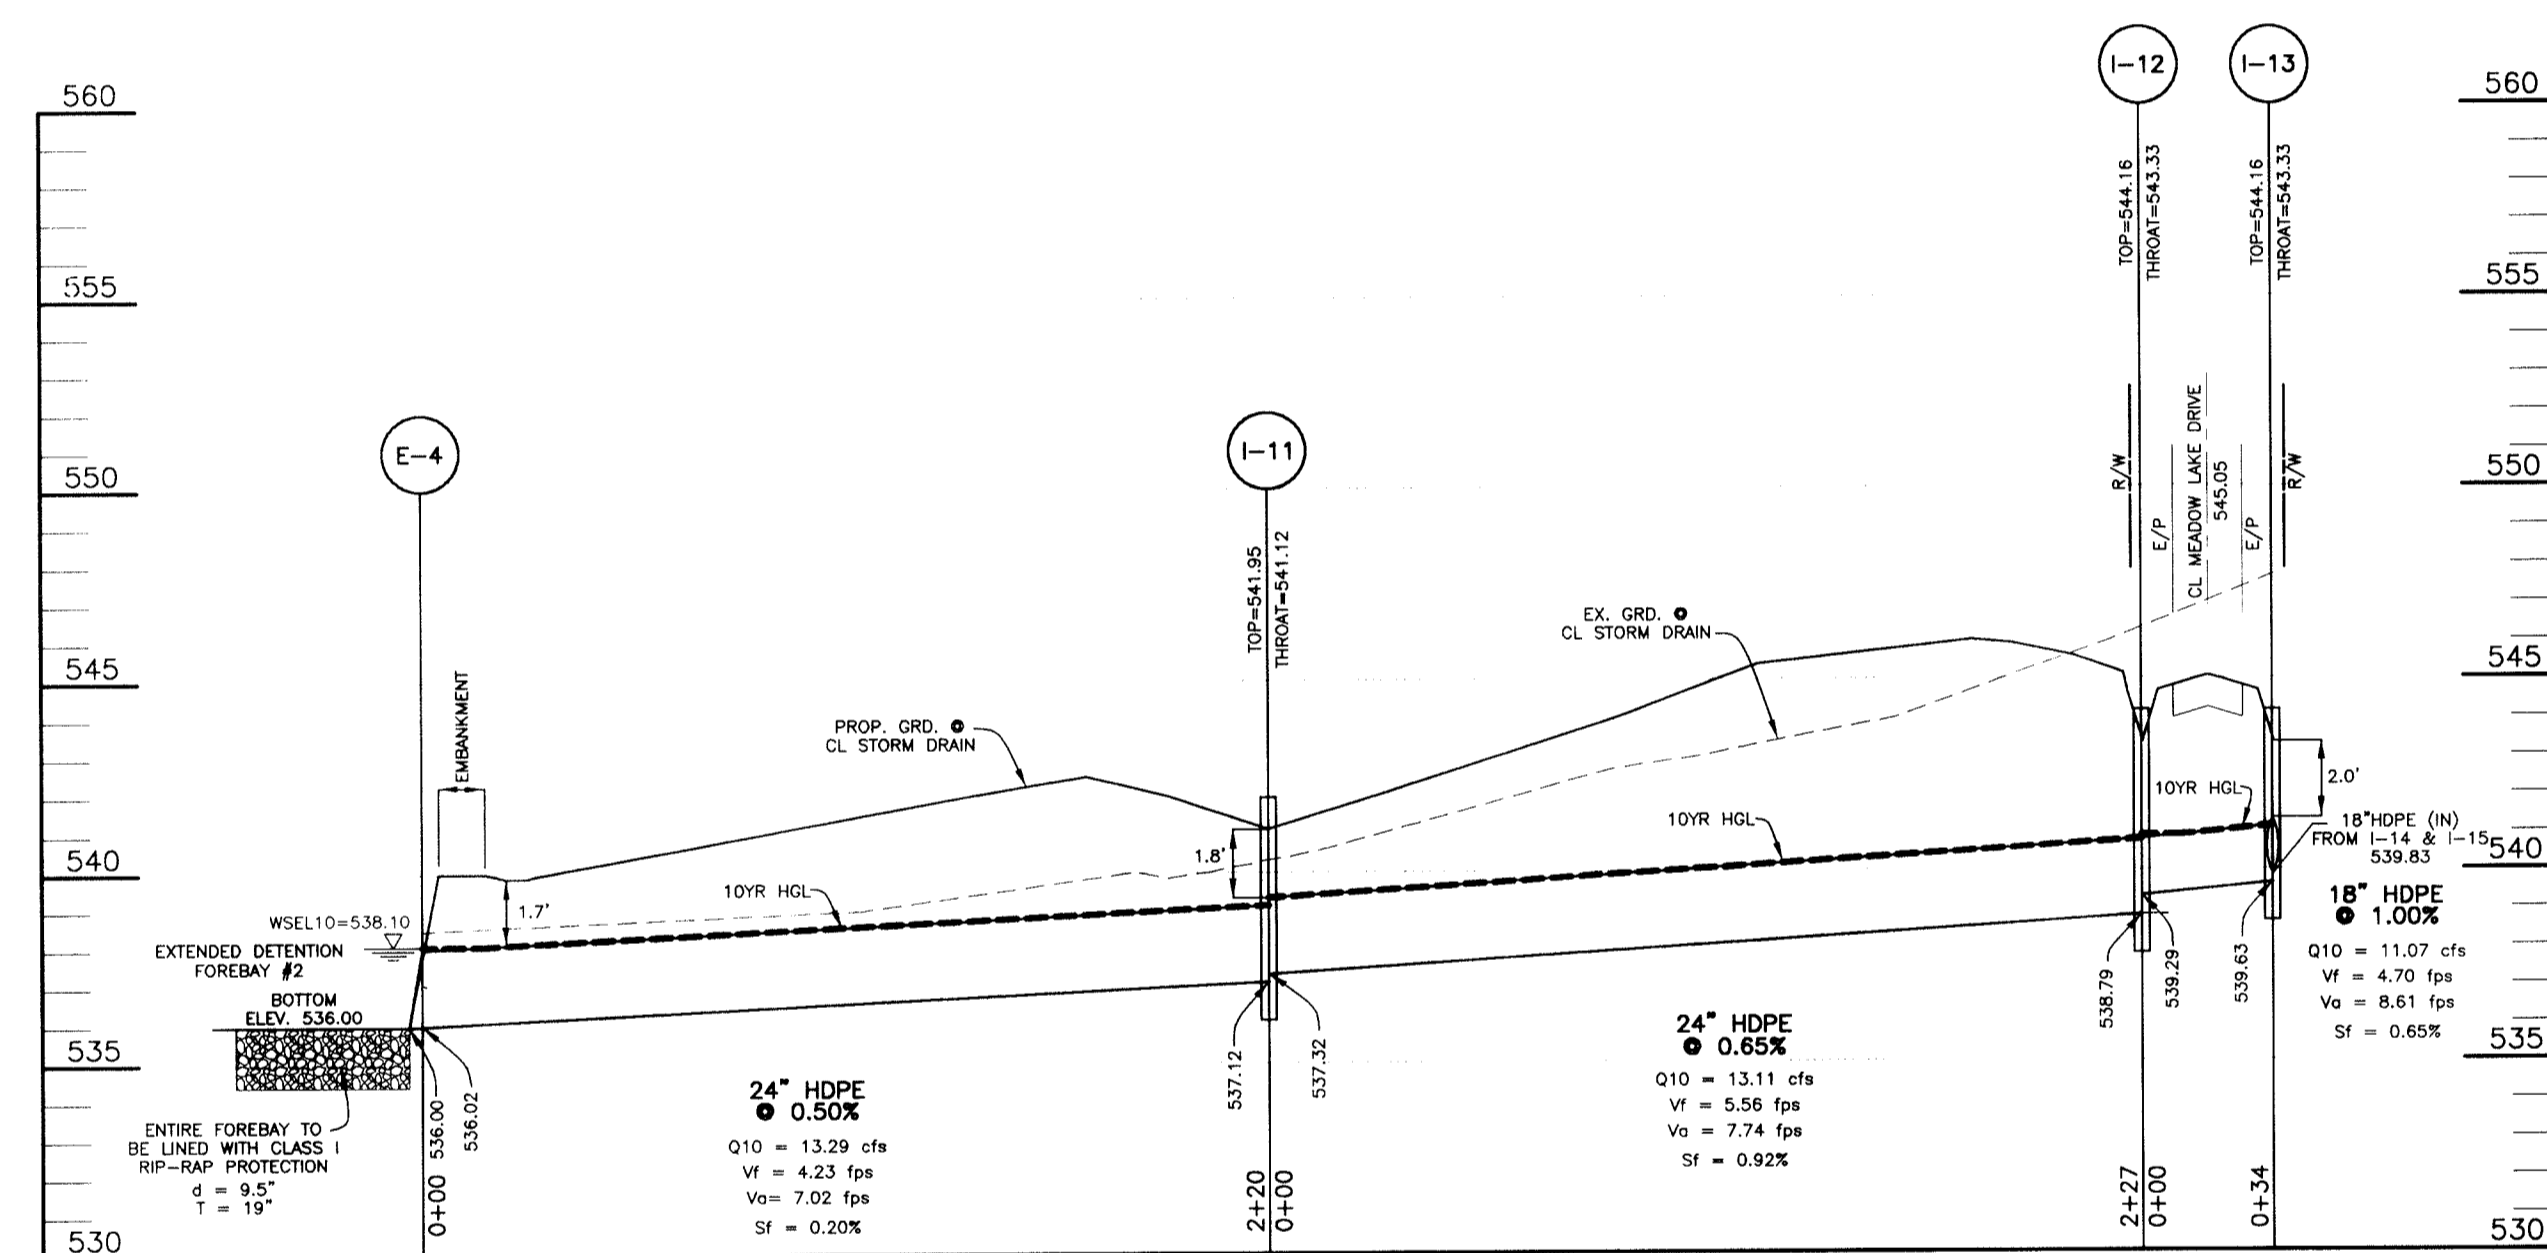 I-12
I-13
560
560
TOP=544.16
THROAT=543.33
TOP=544.16
THROAT=543.33
555
555
E-4
I-11
550
550
R/W
E/P
CL MEADOW LAKE DRIVE
545.05
E/P
R/W
TOP=541.95
THROAT=541.12
EX. GRD. @
CL STORM DRAIN
545
545
EMBANKMENT
PROP. GRD. @
CL STORM DRAIN
2.0'
10YR HGL
10YR HGL
18"HDPE (IN)
FROM I-14 & I-15
539.83
540
540
1.8'
10YR HGL
1.7'
WSEL10=538.10
EXTENDED DETENTION
FOREBAY #2
BOTTOM
ELEV. 536.00
18" HDPE
@ 1.00%
Q10 = 11.07 cfs
Vf = 4.70 fps
Va = 8.61 fps
Sf = 0.65%
538.79
539.29
539.63
535
535
537.12
537.32
24" HDPE
@ 0.65%
Q10 = 13.11 cfs
Vf = 5.56 fps
Va = 7.74 fps
Sf = 0.92%
536.00
536.02
24" HDPE
@ 0.50%
Q10 = 13.29 cfs
Vf = 4.23 fps
Va= 7.02 fps
Sf = 0.20%
ENTIRE FOREBAY TO
BE LINED WITH CLASS I
RIP-RAP PROTECTION
d = 9.5"
T = 19"
0+00
2+20
0+00
2+27
0+00
0+34
530
530